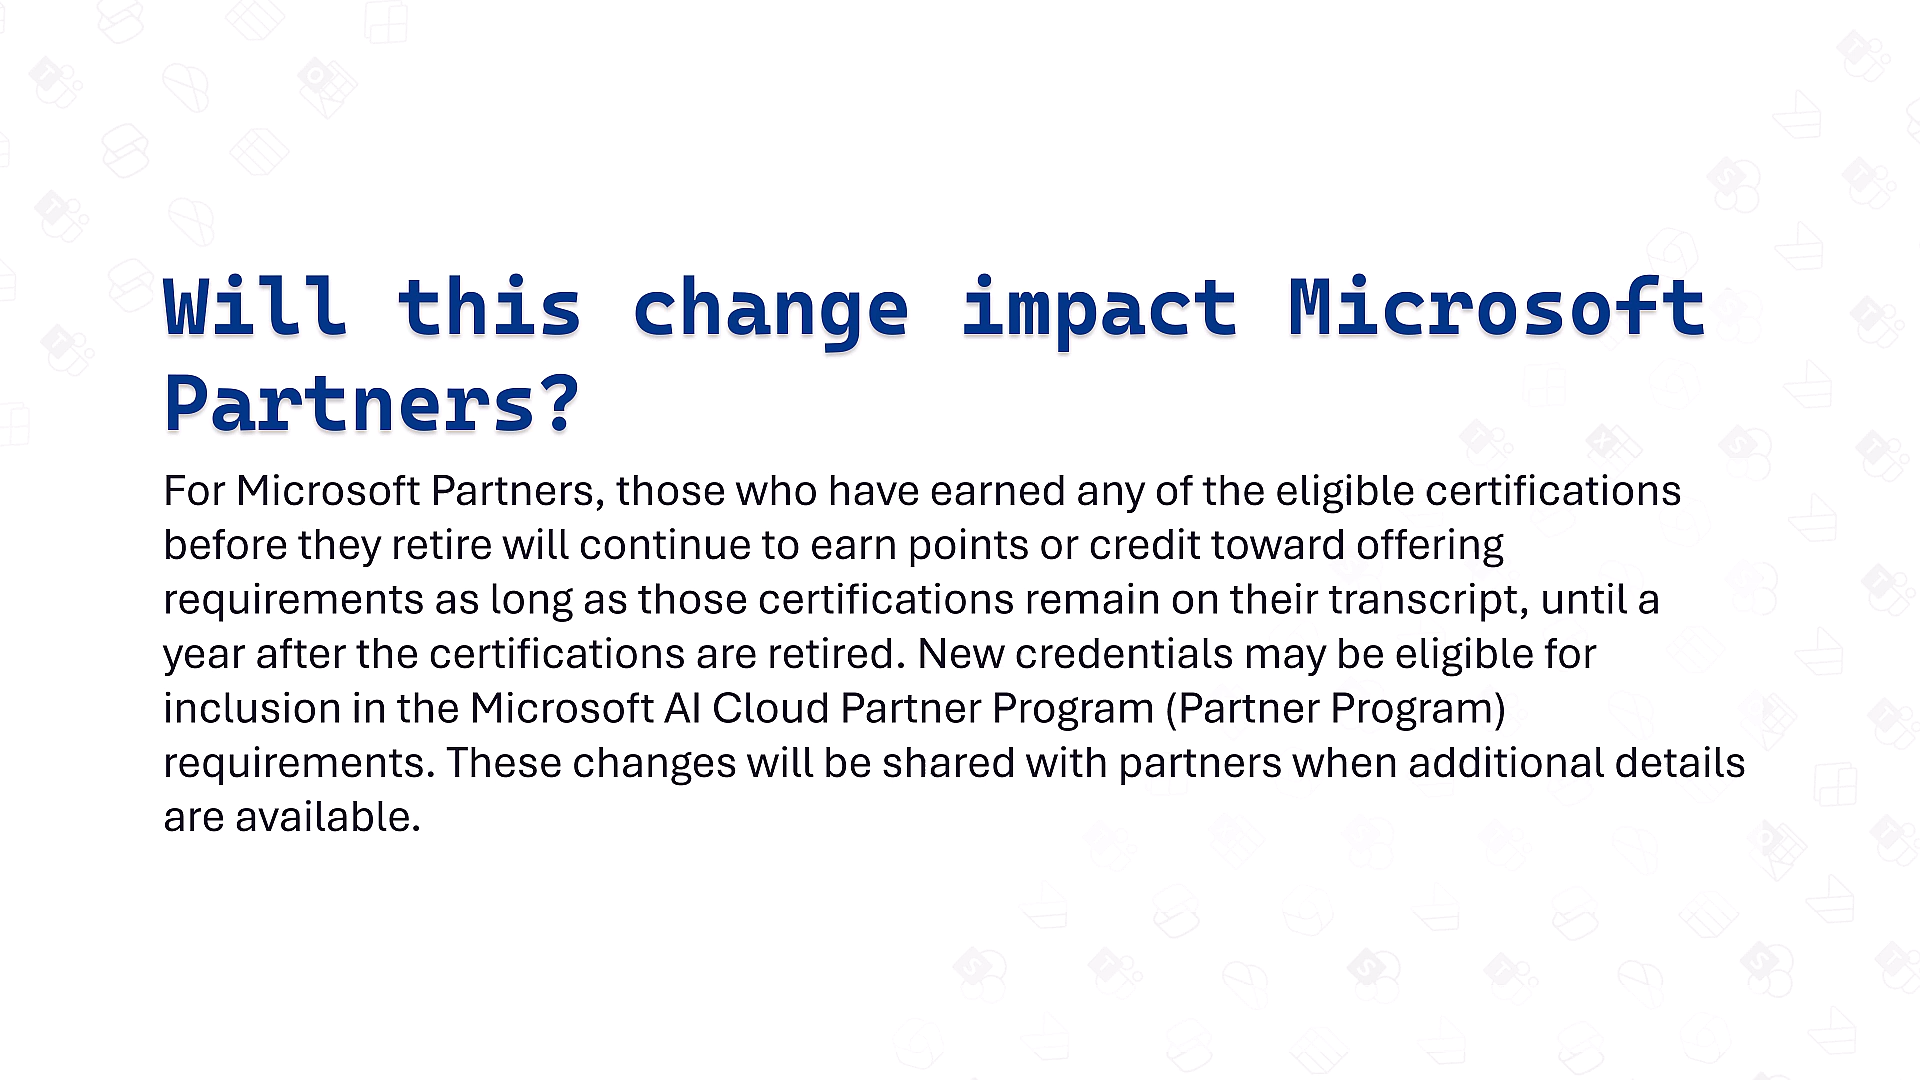 Will this change impact Microsoft
Partners?
For Microsoft Partners, those who have earned any of the eligible certifications
before they retire will continue to earn points or credit toward offering
requirements as long as those certifications remain on their transcript, until a
year after the certifications are retired. New credentials may be eligible for
inclusion in the Microsoft AI Cloud Partner Program (Partner Program)
requirements. These changes will be shared with partners when additional details
are available.